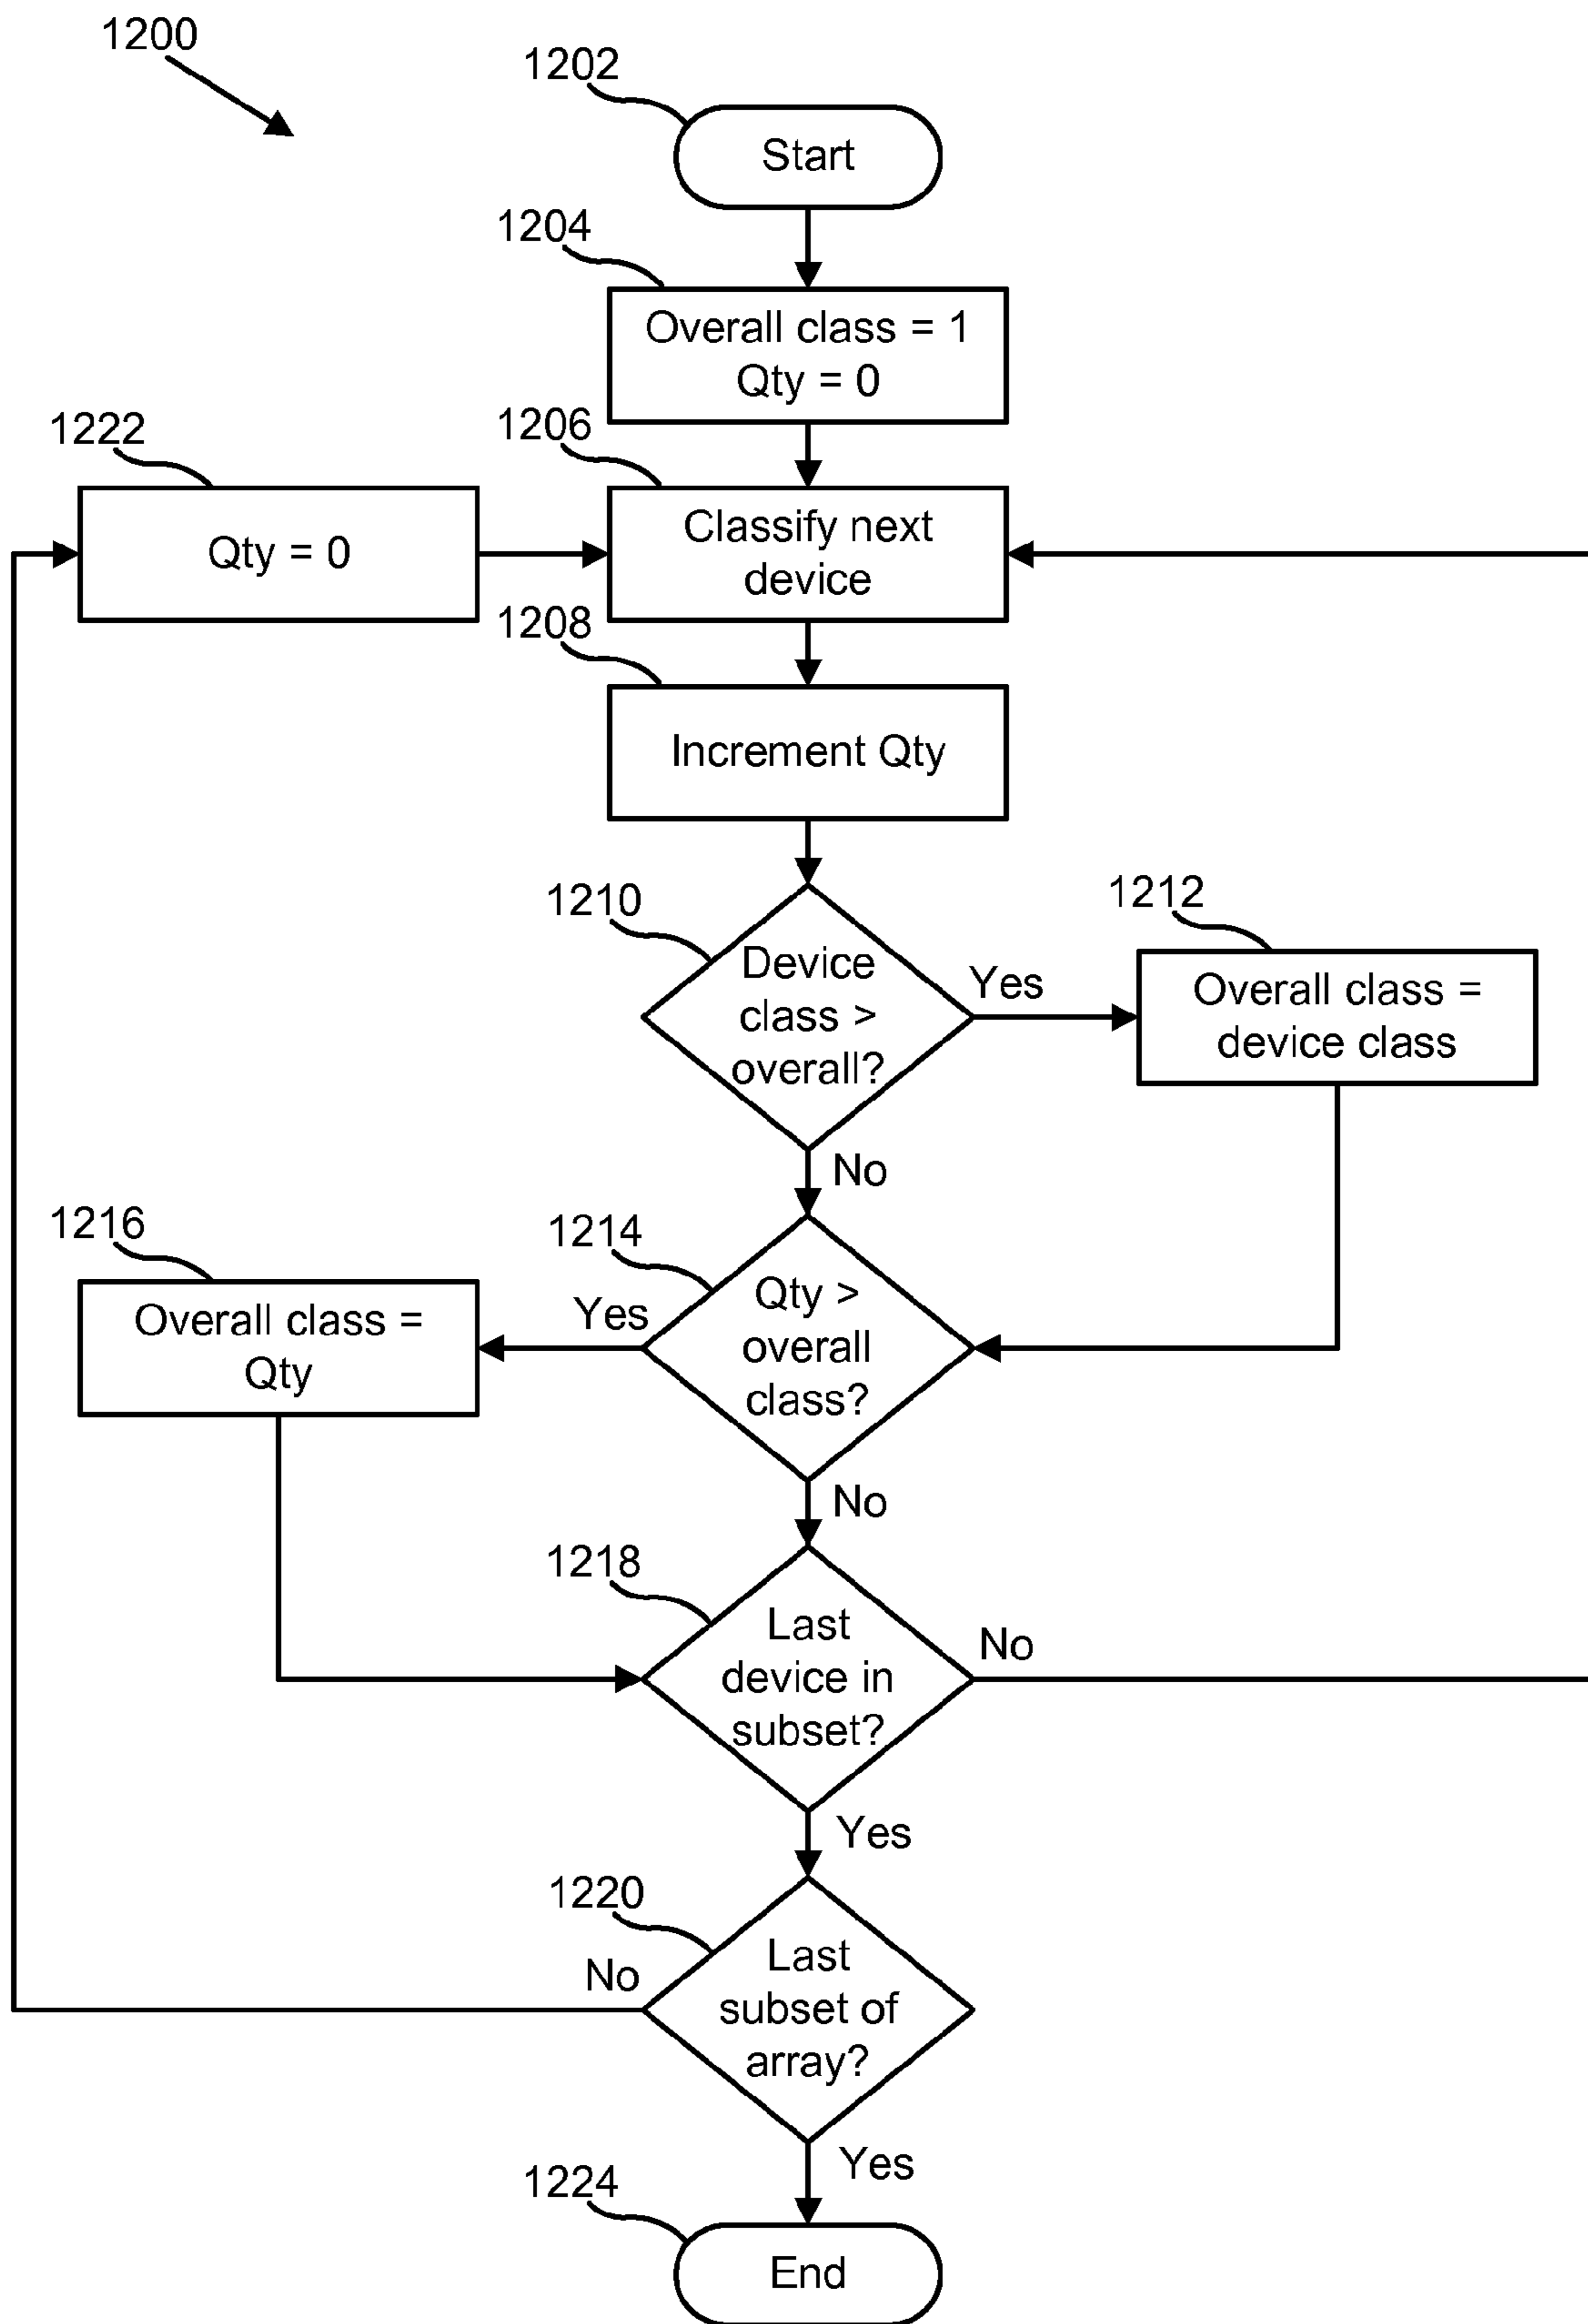 1200
1202
Start
1204
Overall class = 1
Qty = 0
1222
1206
Qty = 0
Classify next
device
1208
Increment Qty
1210
1212
Device
class >
overall?
Yes
Overall class =
device class
No
1216
1214
Overall class =
Qty
Yes
Qty >
overall
class?
No
1218
Last
device in
subset?
No
Yes
1220
No
Last
subset of
array?
Yes
1224
End